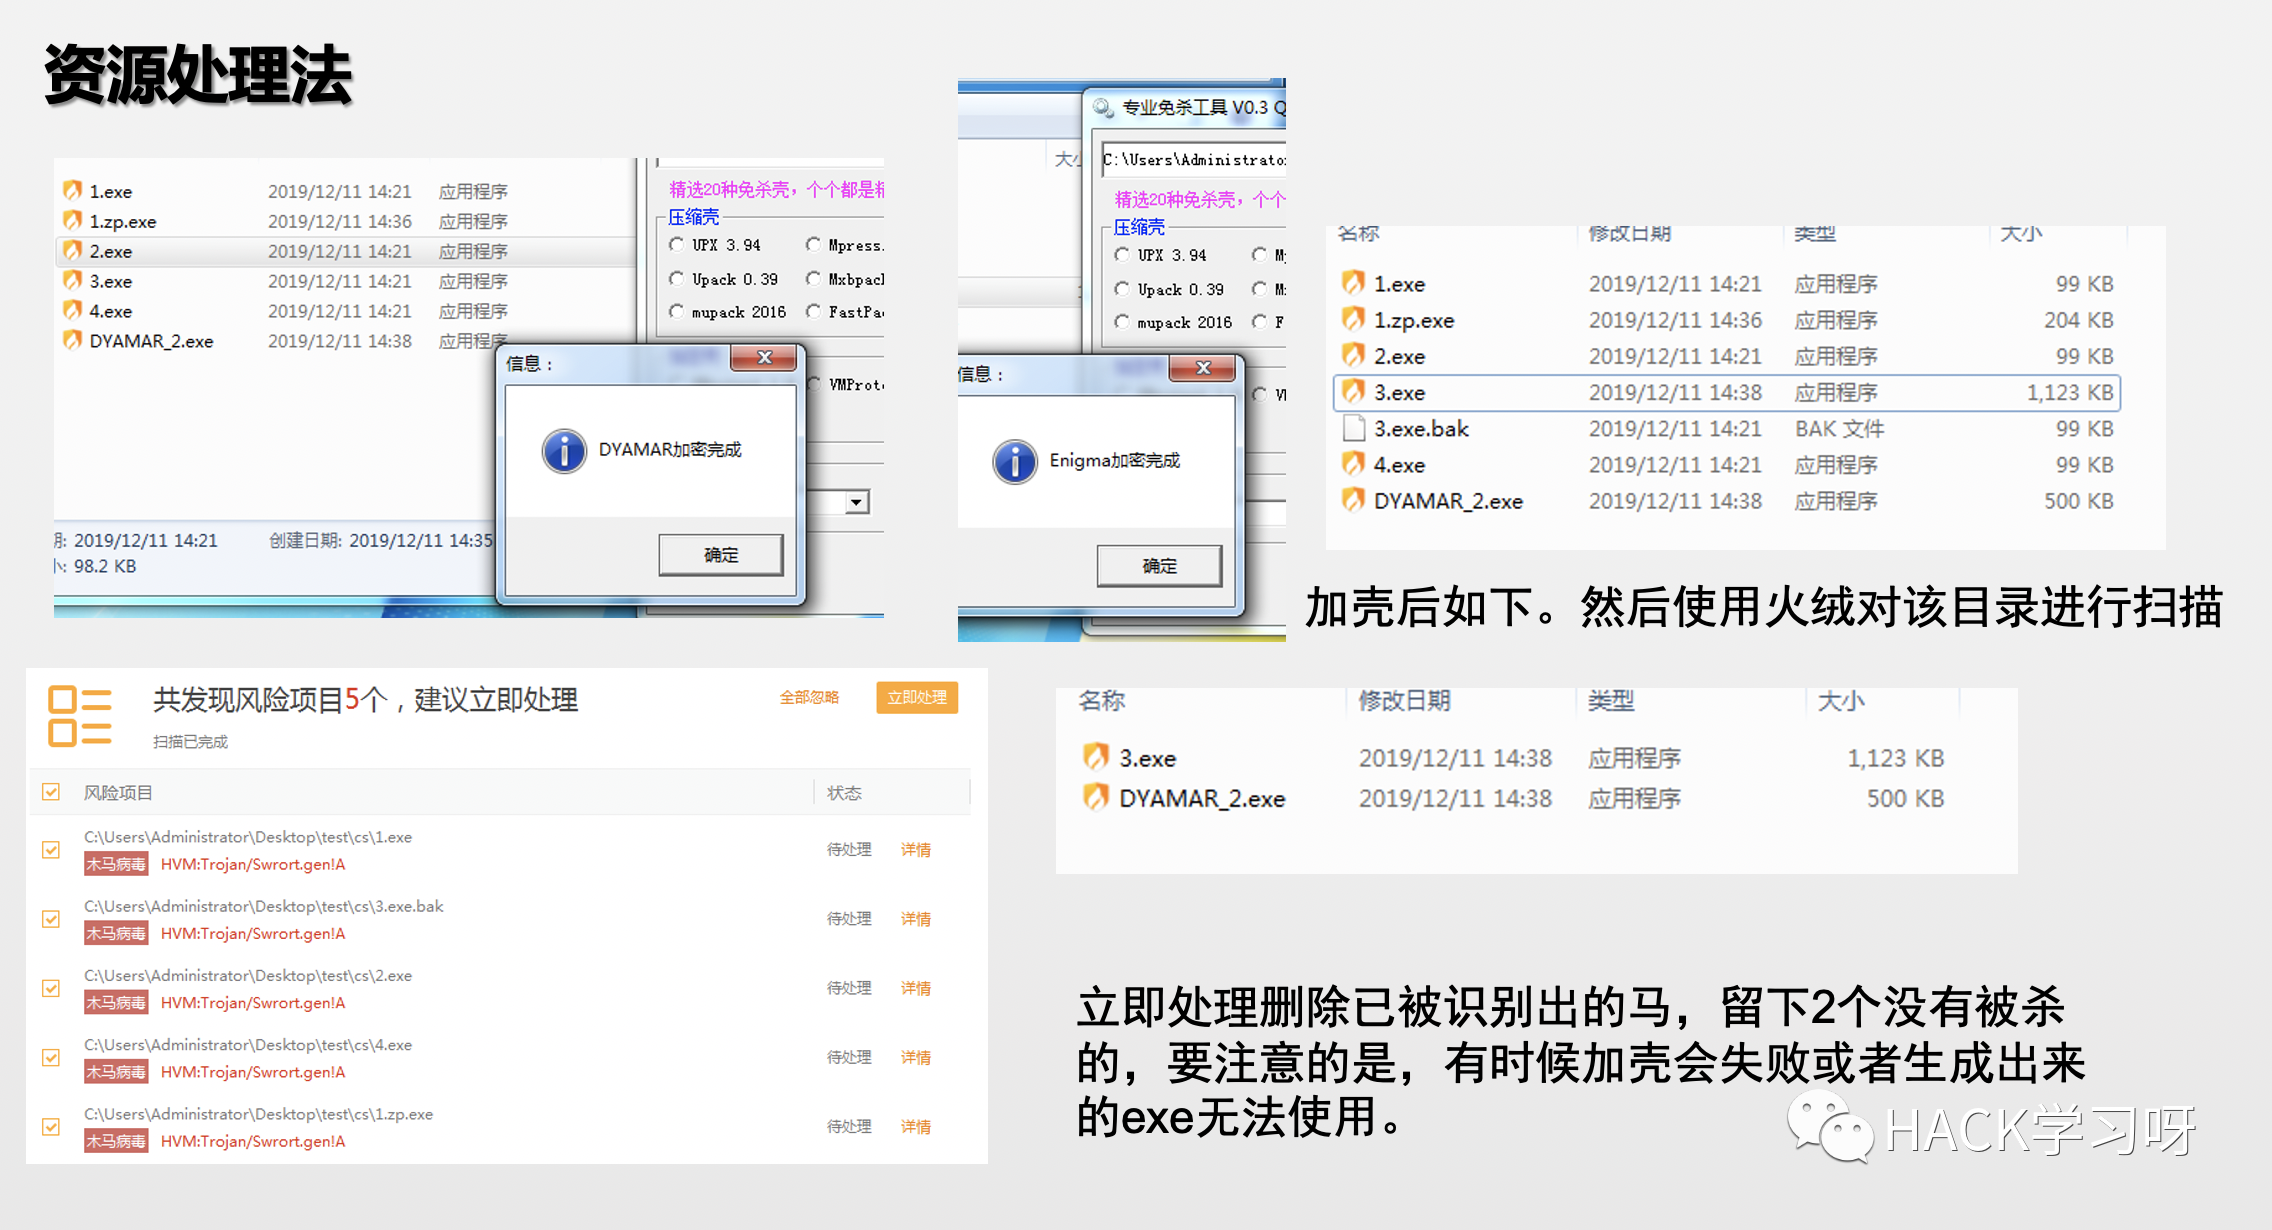 资源处理法
1.exe 2019/12/11 14:21 应用程序
1.zp.exe 2019/12/11 14:36 应用程序
2.exe 2019/12/11 14:21 应用程序
3.exe 2019/12/11 14:21 应用程序
4.exe 2019/12/11 14:21 应用程序
DYAMAR_2.exe 2019/12/11 14:38 应用程序
精选20种免杀壳，个个都是
压缩壳
UPX 3.94 Mpress.
Upack 0.39 Mxbpac
mupack 2016 FastPa
VMProt
信息：
DYAMAR加密完成
确定
期: 2019/12/11 14:21 创建日期: 2019/12/11 14:35
小: 98.2 KB
专业免杀工具 V0.3 Q
大小
C:\Users\Administrato
精选20种免杀壳，个个
压缩壳
UPX 3.94 M
Upack 0.39 M
mupack 2016 F
信息：
Enigma加密完成
确定
名称 修改日期 类型 大小
1.exe 2019/12/11 14:21 应用程序 99 KB
1.zp.exe 2019/12/11 14:36 应用程序 204 KB
2.exe 2019/12/11 14:21 应用程序 99 KB
3.exe 2019/12/11 14:38 应用程序 1,123 KB
3.exe.bak 2019/12/11 14:21 BAK 文件 99 KB
4.exe 2019/12/11 14:21 应用程序 99 KB
DYAMAR_2.exe 2019/12/11 14:38 应用程序 500 KB
加壳后如下。然后使用火绒对该目录进行扫描
共发现风险项目5个，建议立即处理 全部忽略 立即处理
扫描已完成
风险项目 状态
C:\Users\Administrator\Desktop\test\cs\1.exe
木马病毒 HVM:Trojan/Swrort.gen!A 待处理 详情
C:\Users\Administrator\Desktop\test\cs\3.exe.bak
木马病毒 HVM:Trojan/Swrort.gen!A 待处理 详情
C:\Users\Administrator\Desktop\test\cs\2.exe
木马病毒 HVM:Trojan/Swrort.gen!A 待处理 详情
C:\Users\Administrator\Desktop\test\cs\4.exe
木马病毒 HVM:Trojan/Swrort.gen!A 待处理 详情
C:\Users\Administrator\Desktop\test\cs\1.zp.exe
木马病毒 HVM:Trojan/Swrort.gen!A 待处理 详情
名称 修改日期 类型 大小
3.exe 2019/12/11 14:38 应用程序 1,123 KB
DYAMAR_2.exe 2019/12/11 14:38 应用程序 500 KB
立即处理删除已被识别出的马，留下2个没有被杀
的，要注意的是，有时候加壳会失败或者生成出来
的exe无法使用。
HACK学习呀